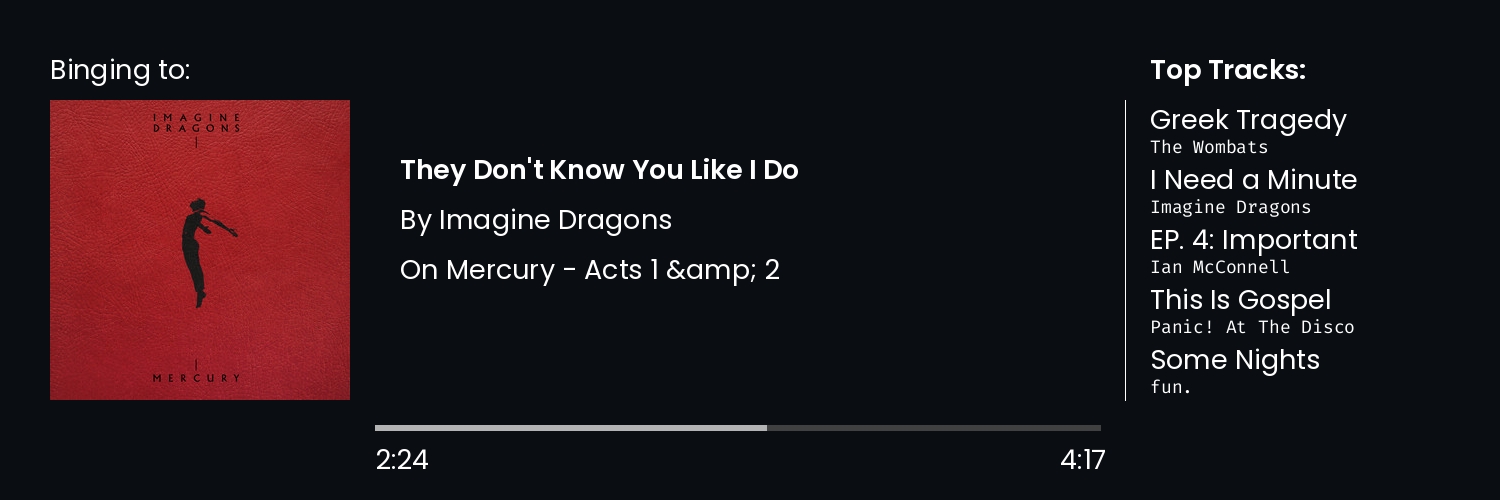 Binging to:
IMAGINE
DRAGONS
MERCURY
They Don't Know You Like I Do
By Imagine Dragons
On Mercury - Acts 1 &amp; 2
2:24
4:17
Top Tracks:
Greek Tragedy
The Wombats
I Need a Minute
Imagine Dragons
EP. 4: Important
Ian McConnell
This Is Gospel
Panic! At The Disco
Some Nights
fun.